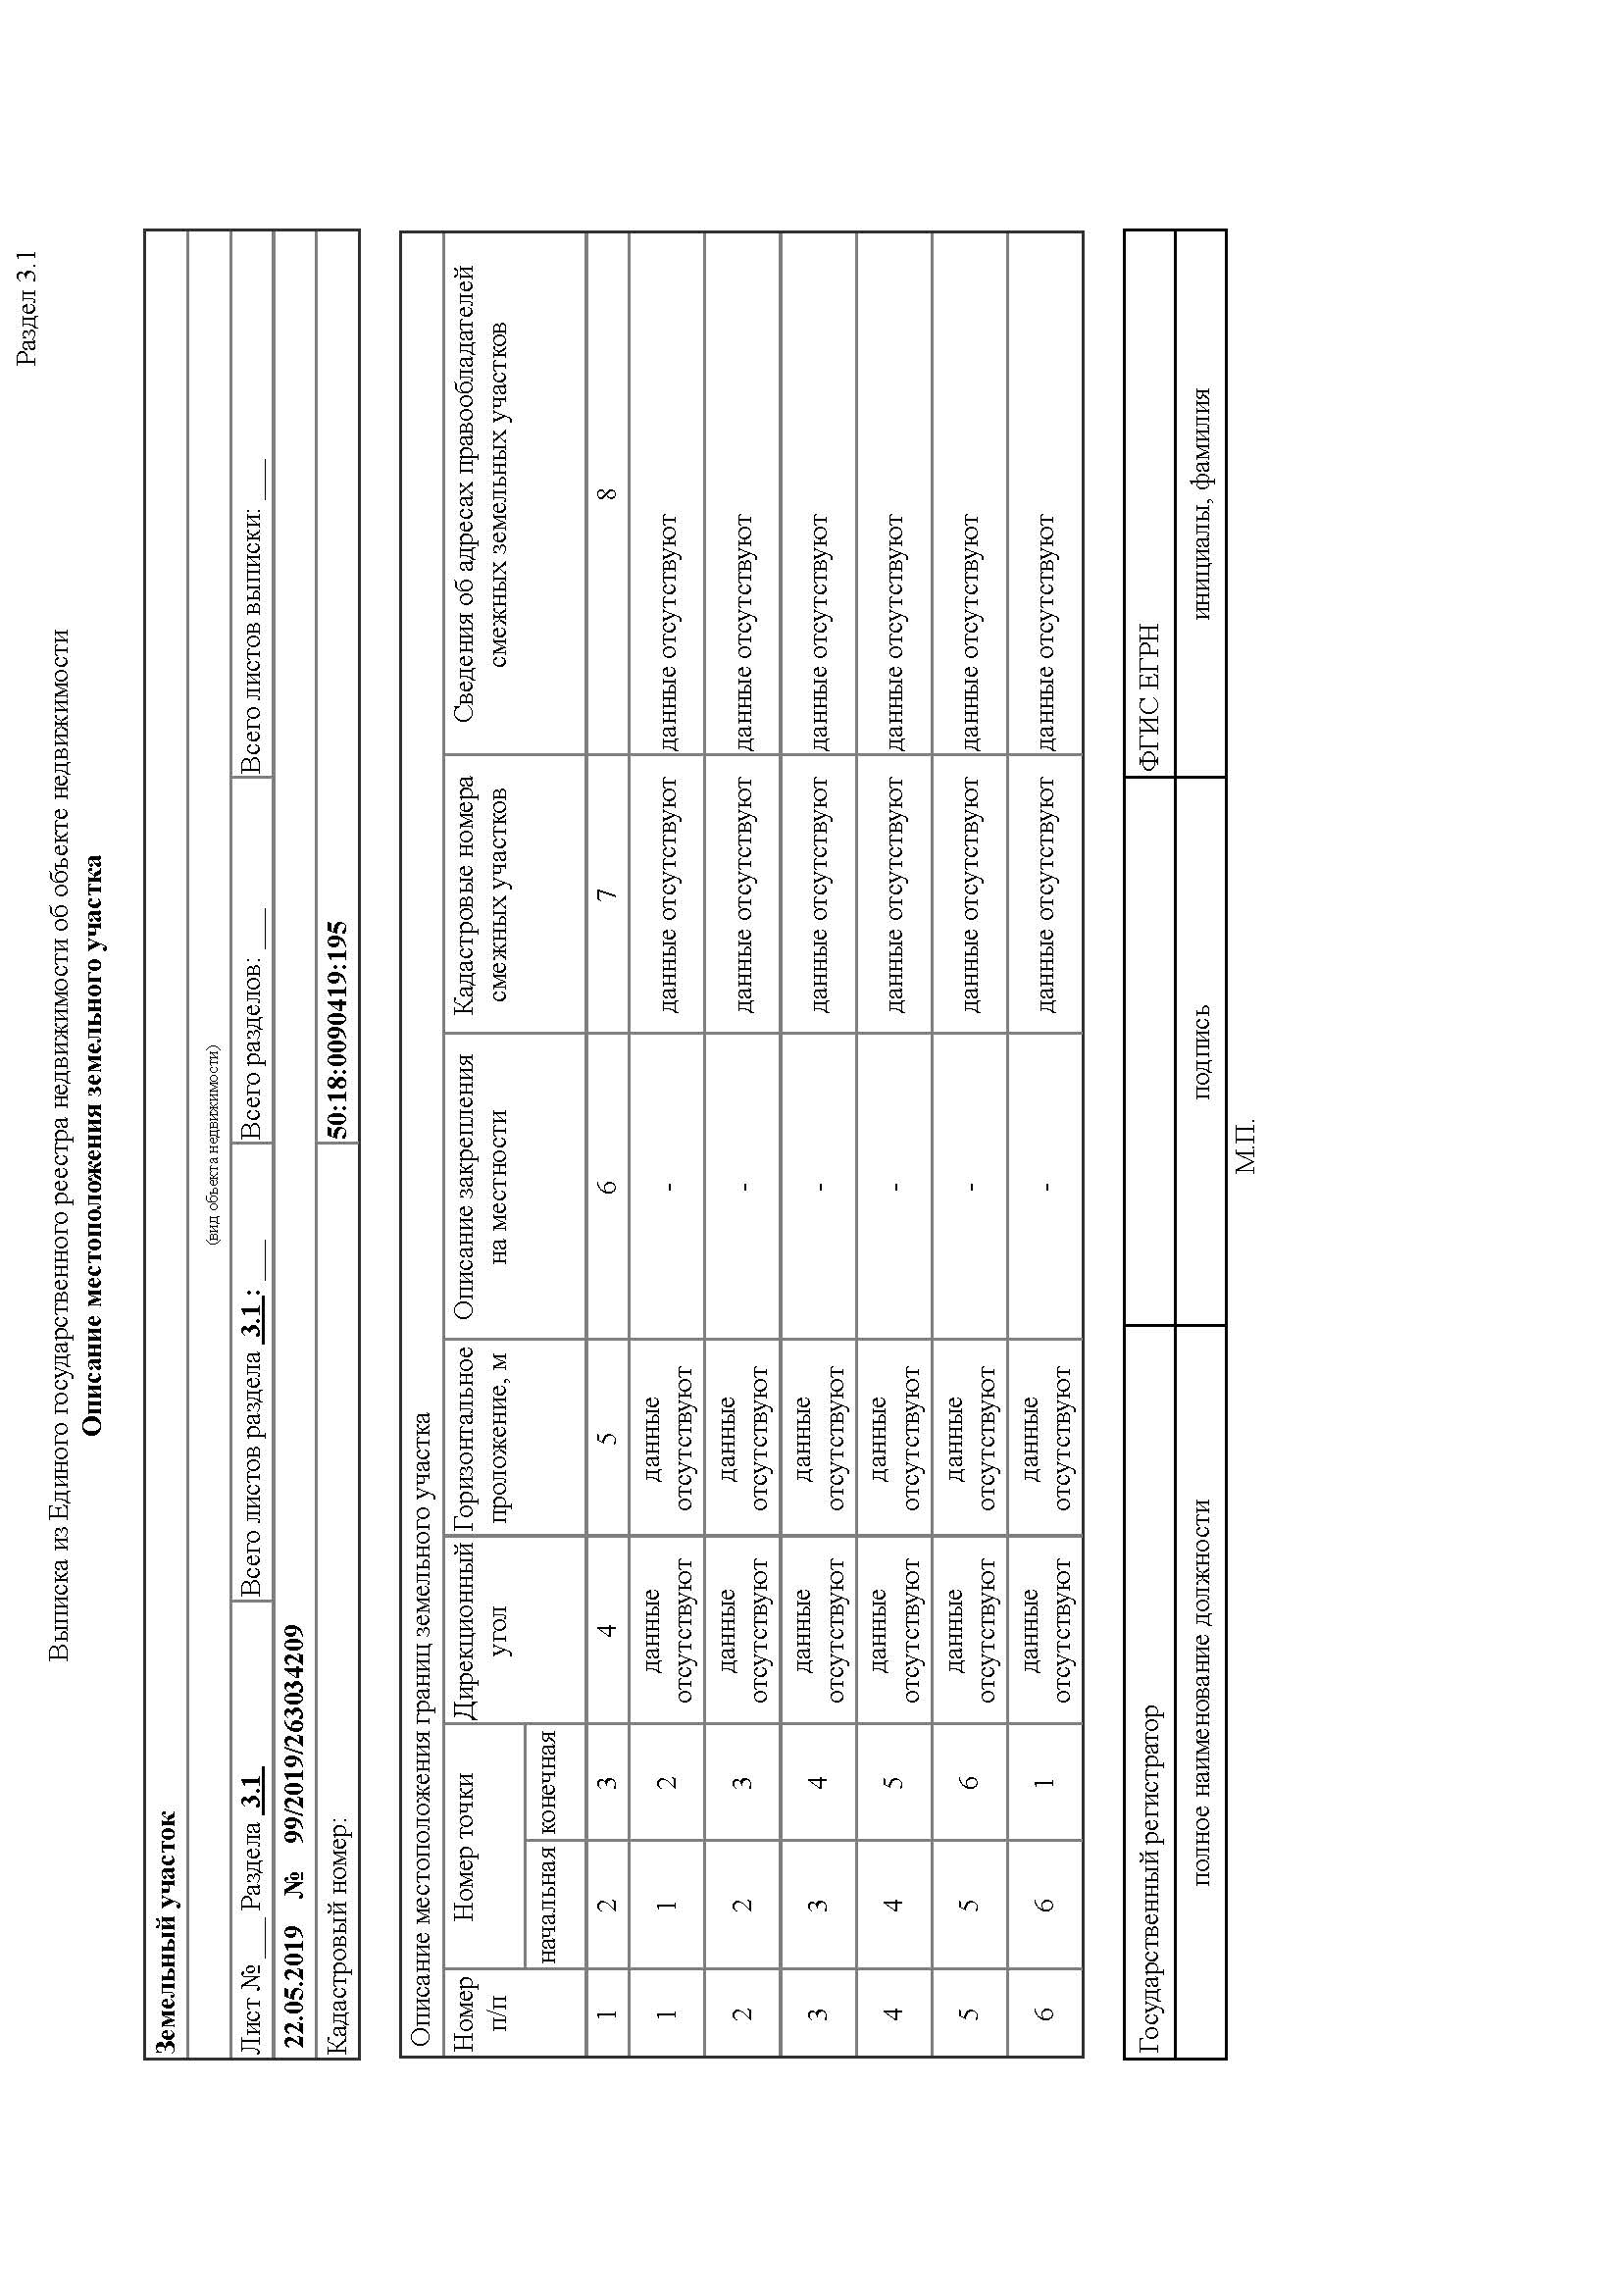 Раздел 3.1
Выписка из Единого государственного реестра недвижимости об объекте недвижимости
Описание местоположения земельного участка
Земельный участок
(вид объекта недвижимости)
Лист № ___ Раздела 3.1 Всего листов раздела 3.1 : ___ Всего разделов: ___ Всего листов выписки: ___
22.05.2019 № 99/2019/263034209
Кадастровый номер: 50:18:0090419:195
Описание местоположения границ земельного участка
Номер п/п Номер точки Дирекционный угол Горизонтальное проложение, м Описание закрепления на местности Кадастровые номера смежных участков Сведения об адресах правообладателей смежных земельных участков
начальная конечная
1 2 3 4 5 6 7 8
1 1 2 данные отсутствуют данные отсутствуют - данные отсутствуют данные отсутствуют
2 2 3 данные отсутствуют данные отсутствуют - данные отсутствуют данные отсутствуют
3 3 4 данные отсутствуют данные отсутствуют - данные отсутствуют данные отсутствуют
4 4 5 данные отсутствуют данные отсутствуют - данные отсутствуют данные отсутствуют
5 5 6 данные отсутствуют данные отсутствуют - данные отсутствуют данные отсутствуют
6 6 1 данные отсутствуют данные отсутствуют - данные отсутствуют данные отсутствуют
Государственный регистратор ФГИС ЕГРН
полное наименование должности подпись инициалы, фамилия
М.П.